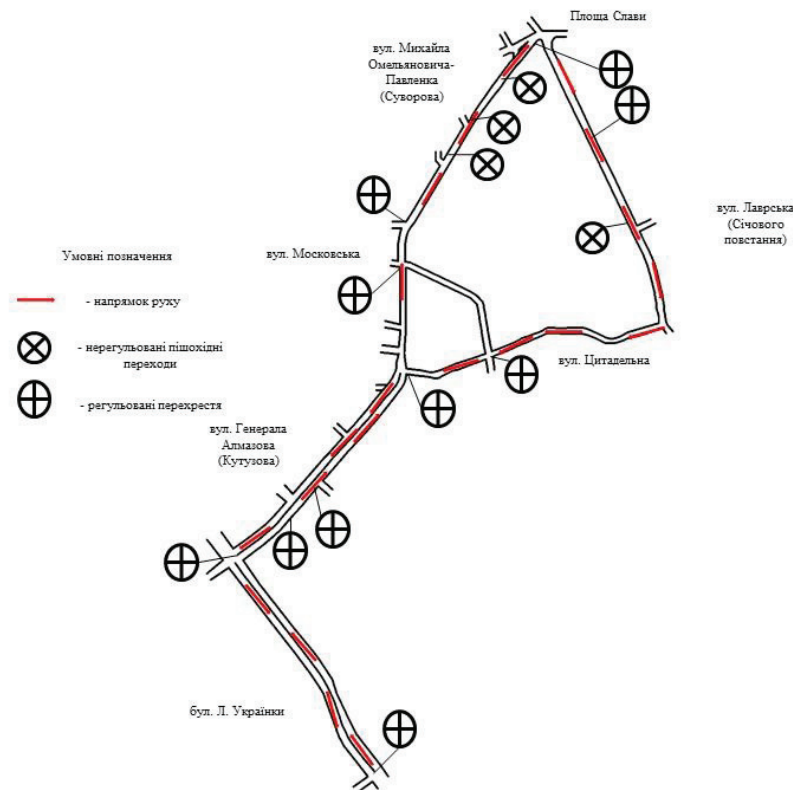 Площа Слави
вул. Михайла
Омельяновича-
Павленка
(Суворова)
вул. Лаврська
(Січового
повстання)
вул. Московська
Умовні позначення
- напрямок руху
- нерегульовані пішохідні
переходи
- регульовані перехрестя
вул. Цитадельна
вул. Генерала
Алмазова
(Кутузова)
бул. Л. Українки